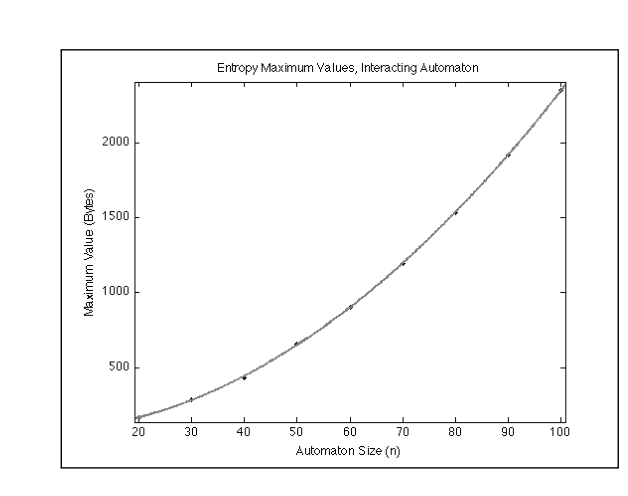 Entropy Maximum Values, Interacting Automaton
2000
1500
1000
500
Maximum Value (Bytes)
20 30 40 50 60 70 80 90 100
Automaton Size (n)